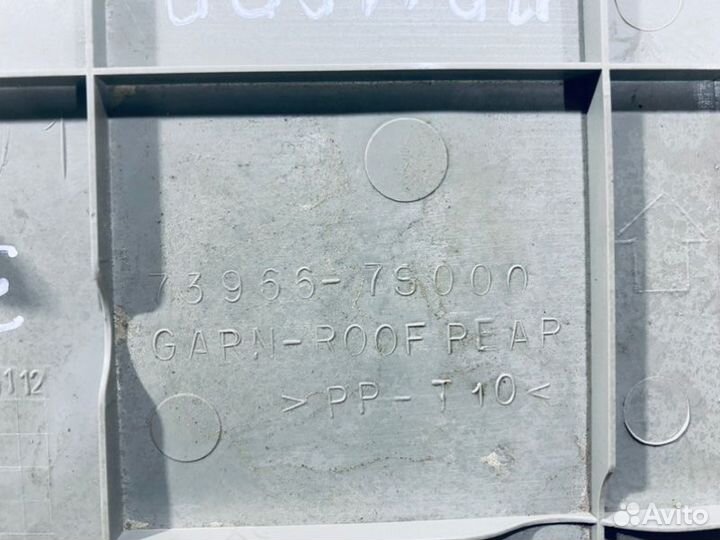 73966-7S000
GARN-ROOF REAR
>PP-T10<
112
E
Avito